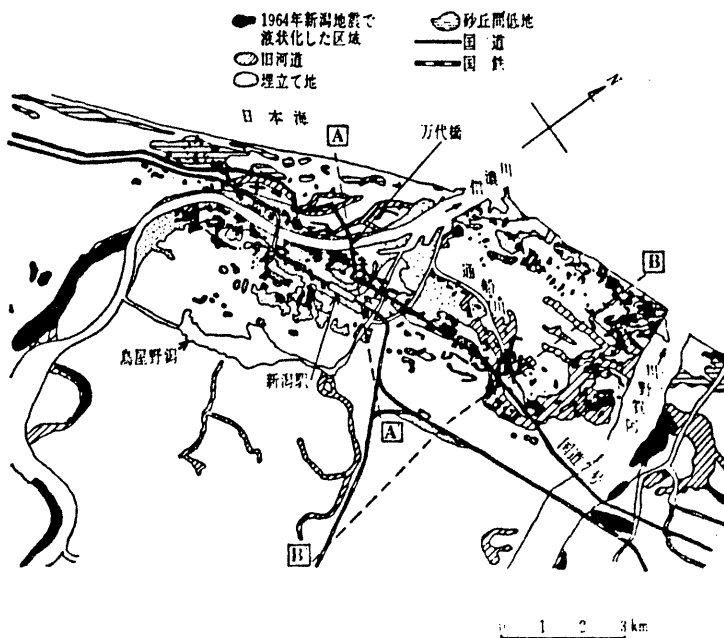 1964年新潟地震で
液状化した区域
旧河道
埋立て地
砂丘間低地
国道
国鉄
N
日本海
A
万代橋
信濃川
通船川
B
鳥屋野潟
新潟駅
A
阿賀野川
国道7号
B
0 1 2 3km